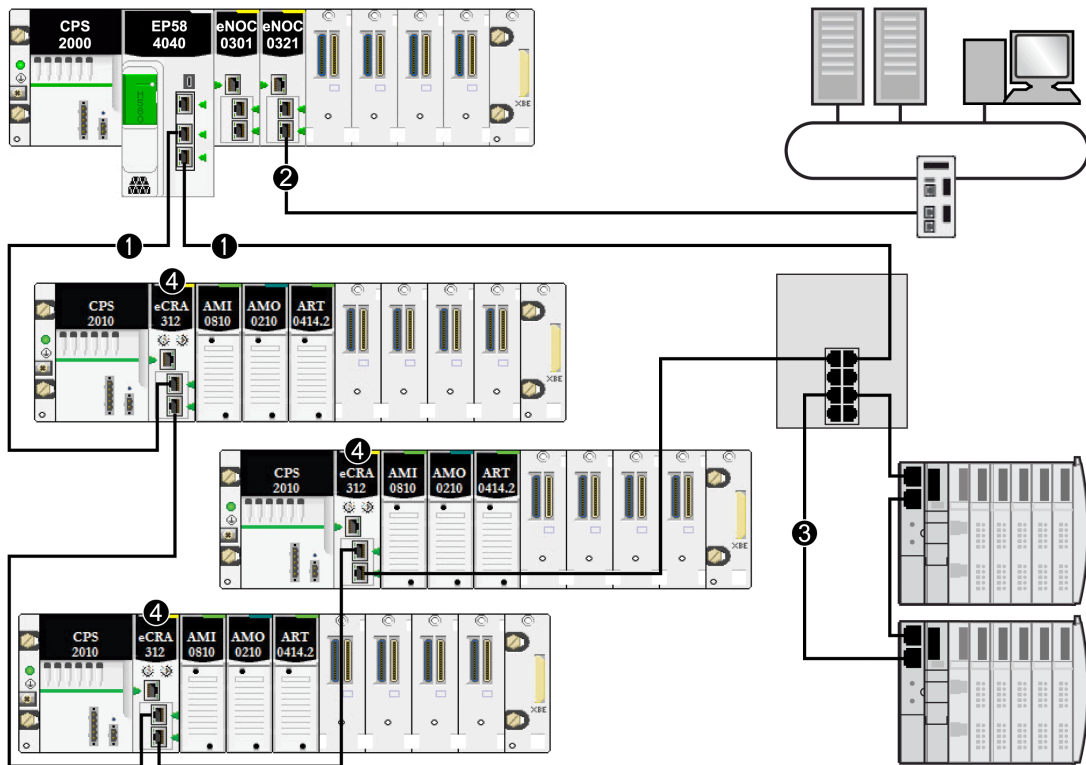 CPS
2000
EP58
4040
eNOC
0301
eNOC
0321
XBE
2
1
1
4
CPS
2010
eCRA
312
AMI
0810
AMO
0210
ART
0414.2
XBE
4
CPS
2010
eCRA
312
AMI
0810
AMO
0210
ART
0414.2
XBE
3
4
CPS
2010
eCRA
312
AMI
0810
AMO
0210
ART
0414.2
XBE